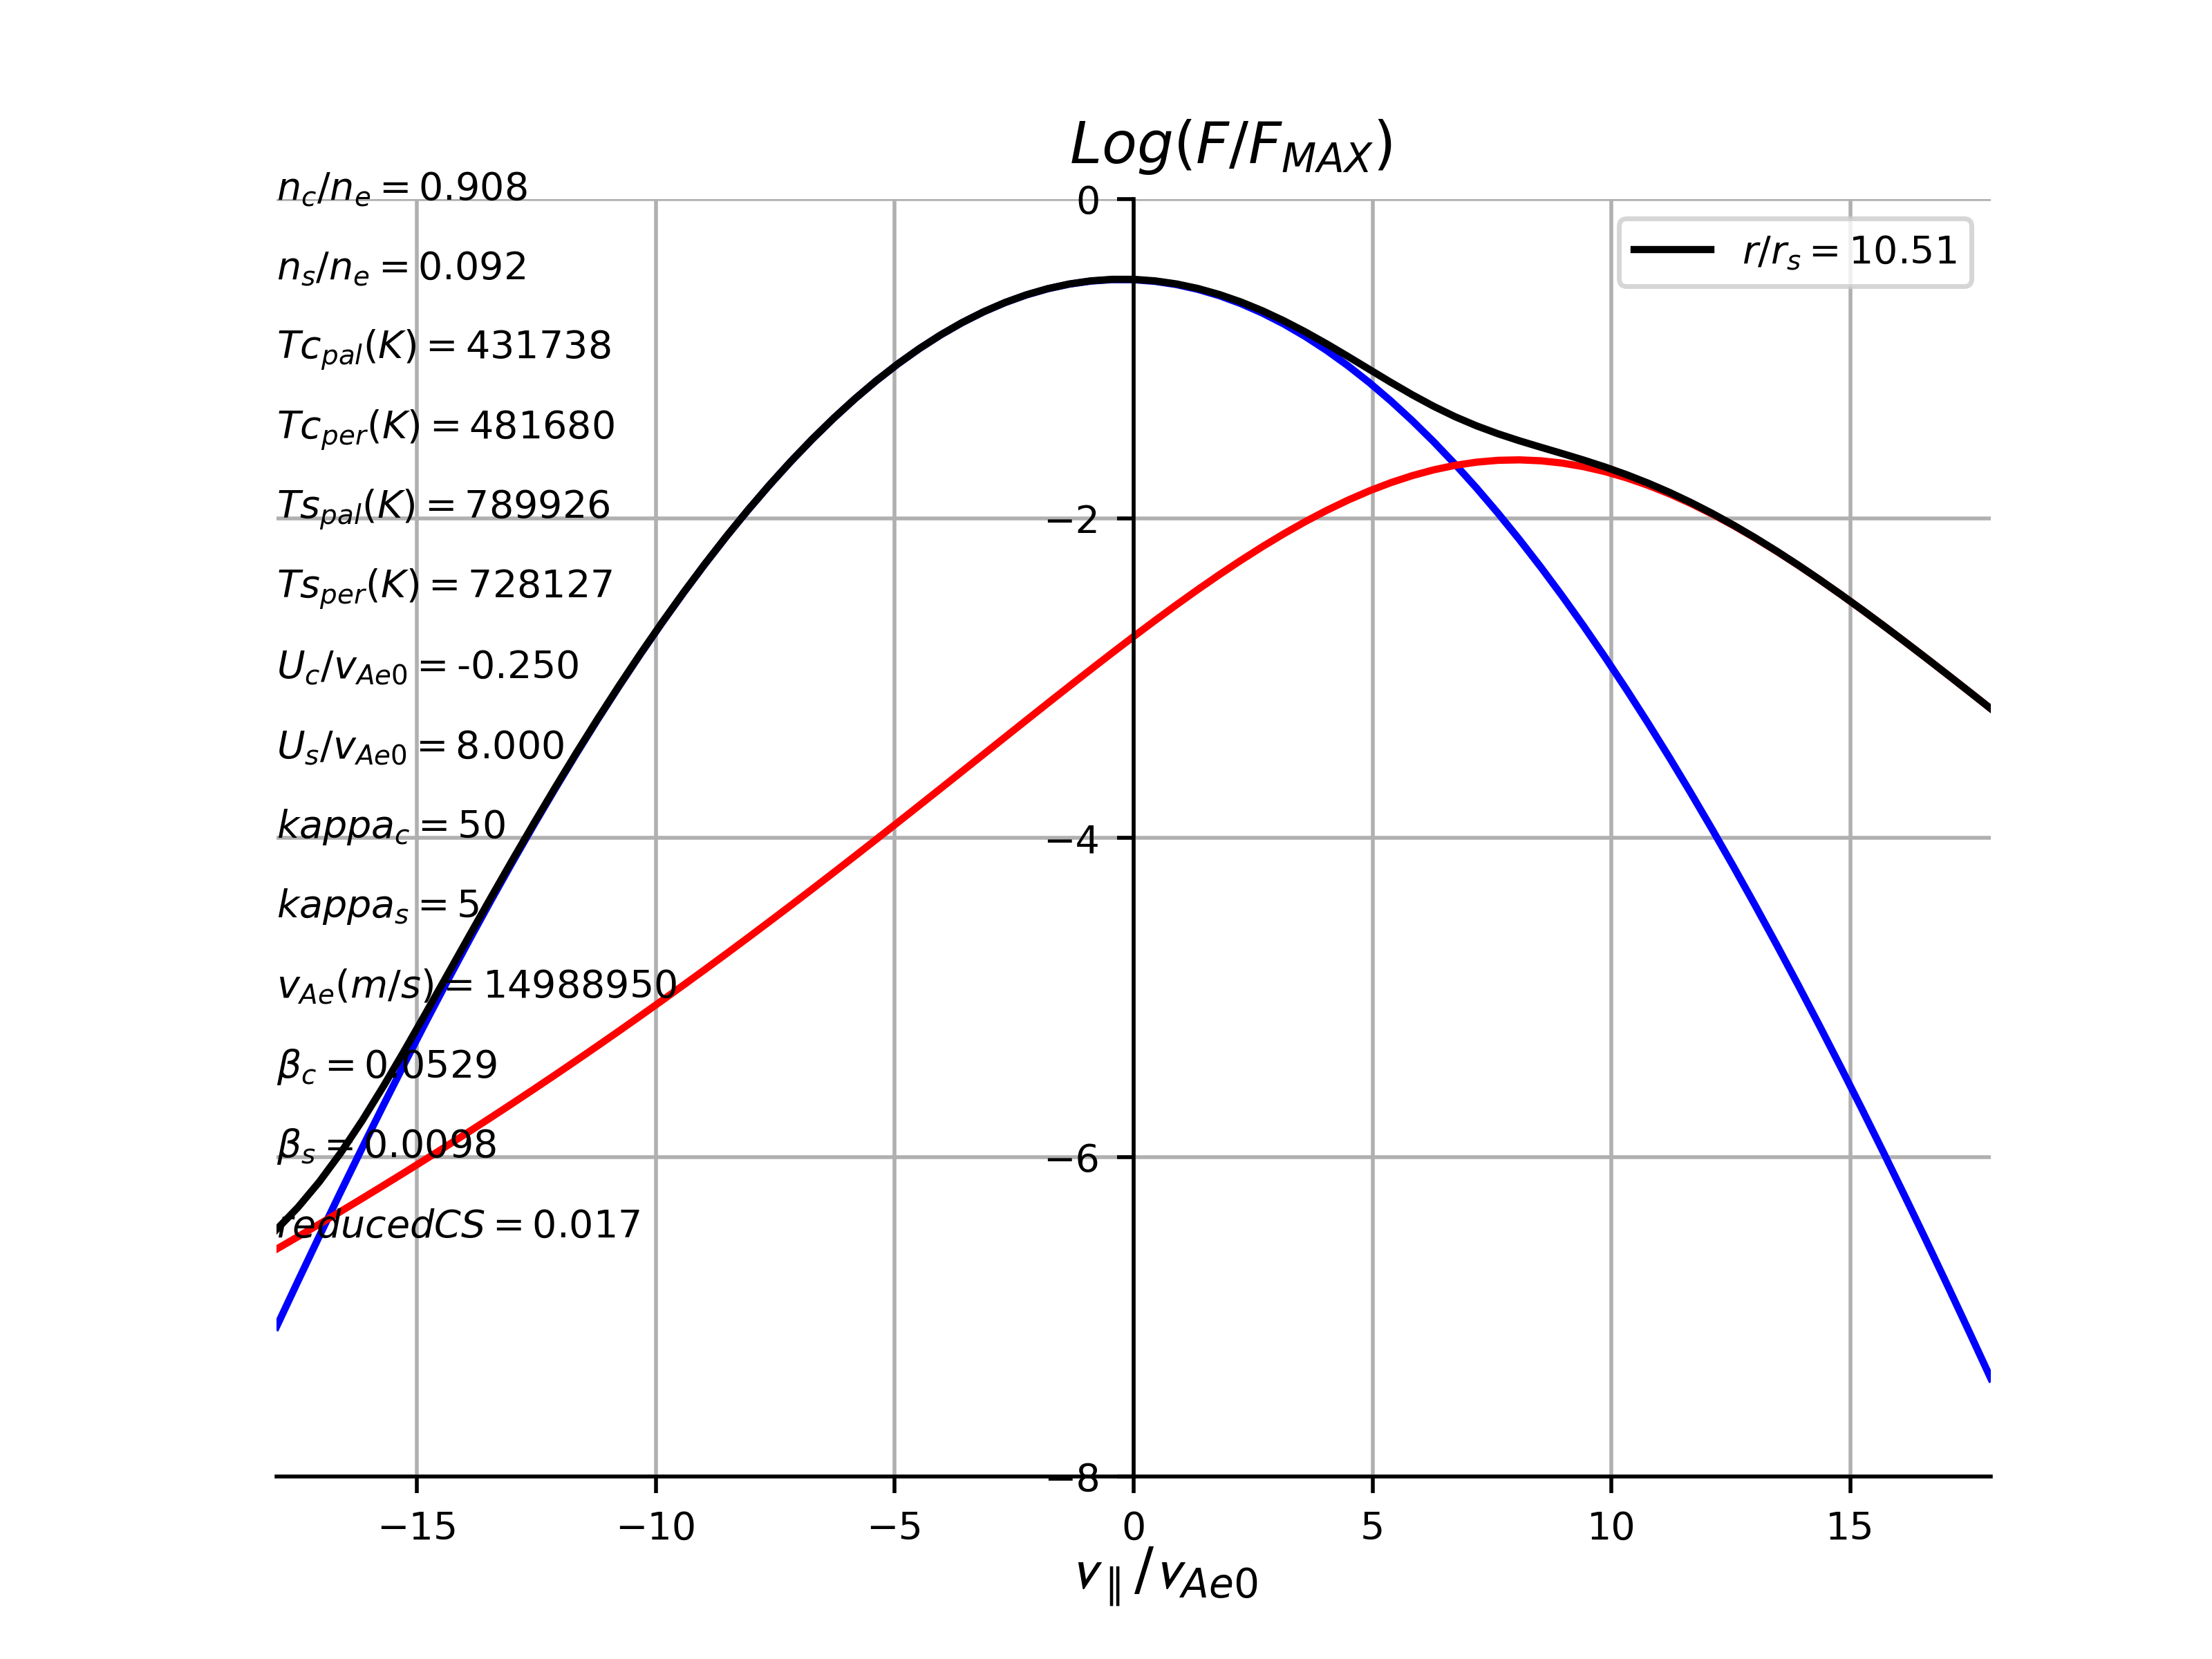 Log(F/F_MAX)
n_c/n_e = 0.908
n_s/n_e = 0.092
Tc_pal(K) = 431738
Tc_per(K) = 481680
Ts_pal(K) = 789926
Ts_per(K) = 728127
U_c/v_Ae0 = -0.250
U_s/v_Ae0 = 8.000
kappa_c = 50
kappa_s = 5
v_Ae(m/s) = 14988950
β_c = 0.0529
β_s = 0.0098
reducedCS = 0.017
r/r_s = 10.51
0
−2
−4
−6
−8
−15 −10 −5 0 5 10 15
v_∥/v_Ae0